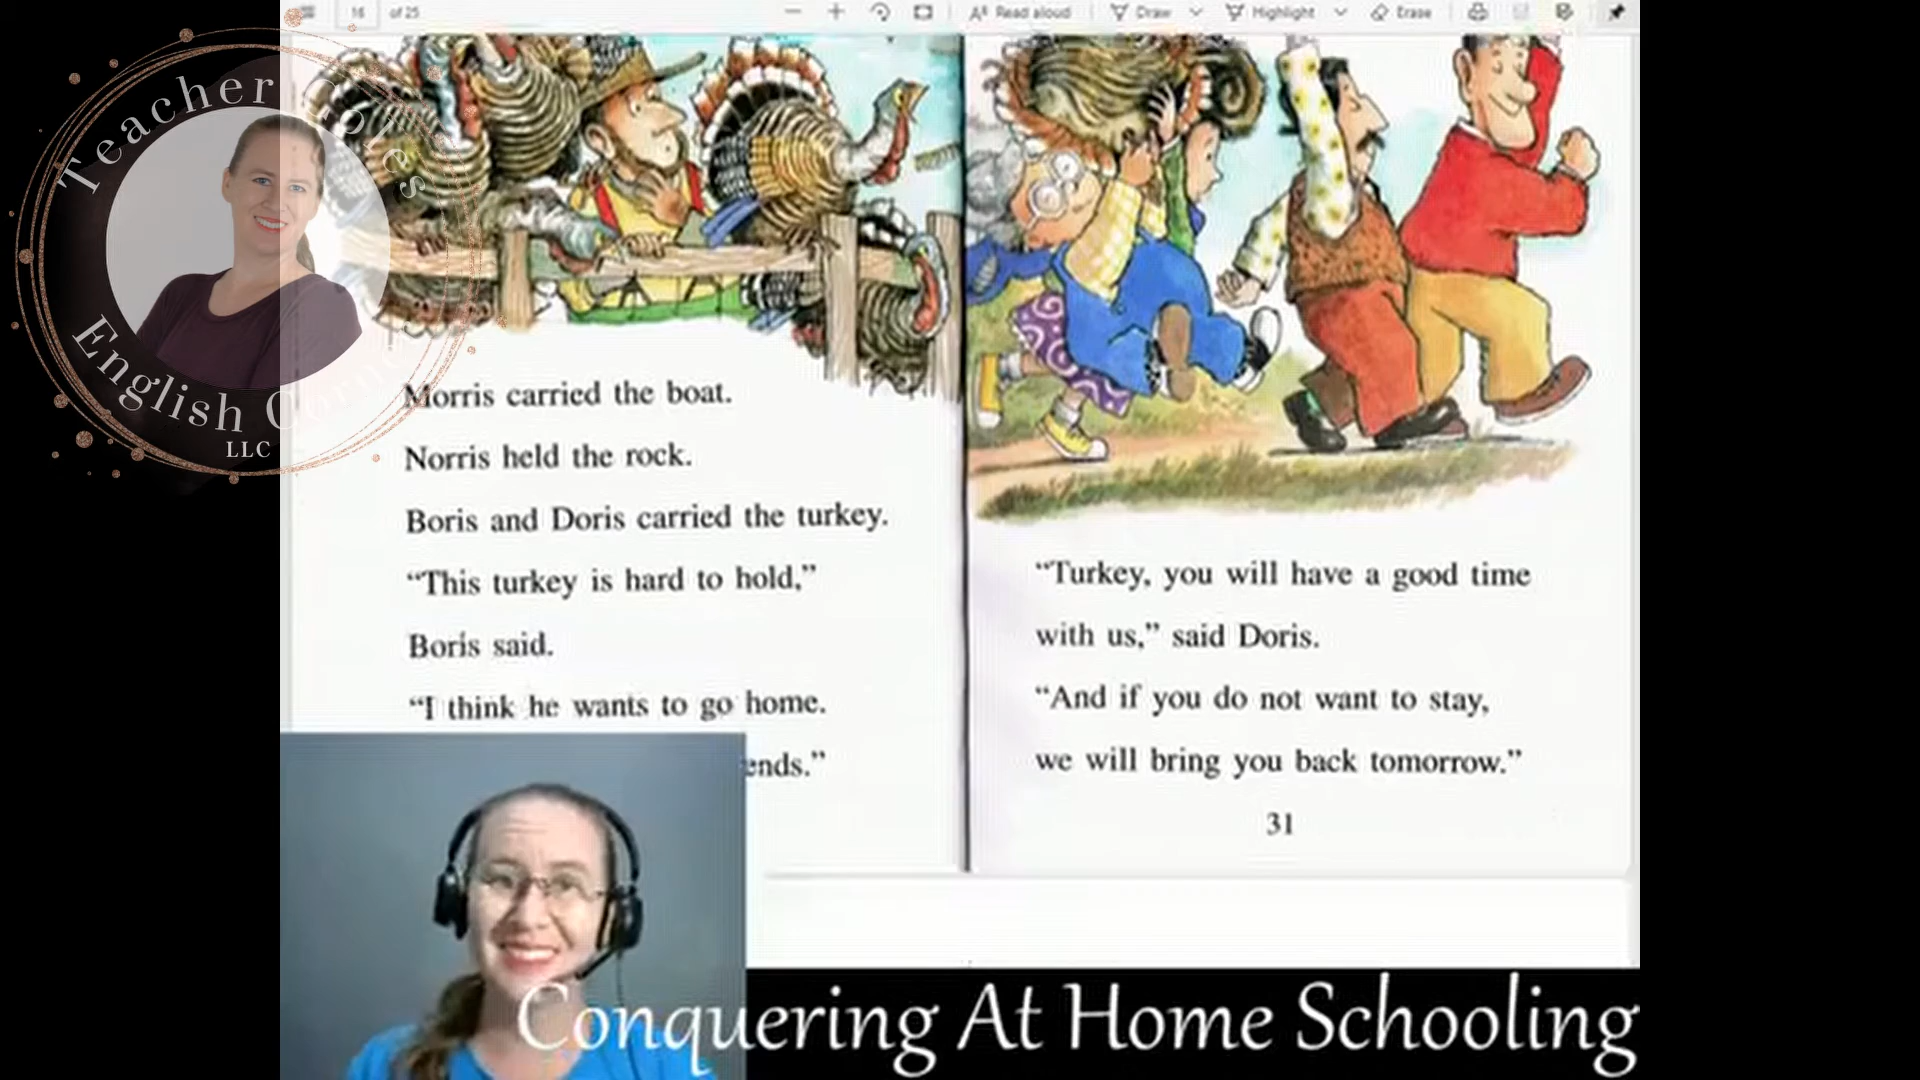 16 of 25
Read aloud
Draw
Highlight
Erase
Teacher Coles
English Corner
LLC
Morris carried the boat.
Norris held the rock.
Boris and Doris carried the turkey.
“This turkey is hard to hold,”
Boris said.
“I think he wants to go home.
ends.”
“Turkey, you will have a good time
with us,” said Doris.
“And if you do not want to stay,
we will bring you back tomorrow.”
31
Conquering At Home Schooling